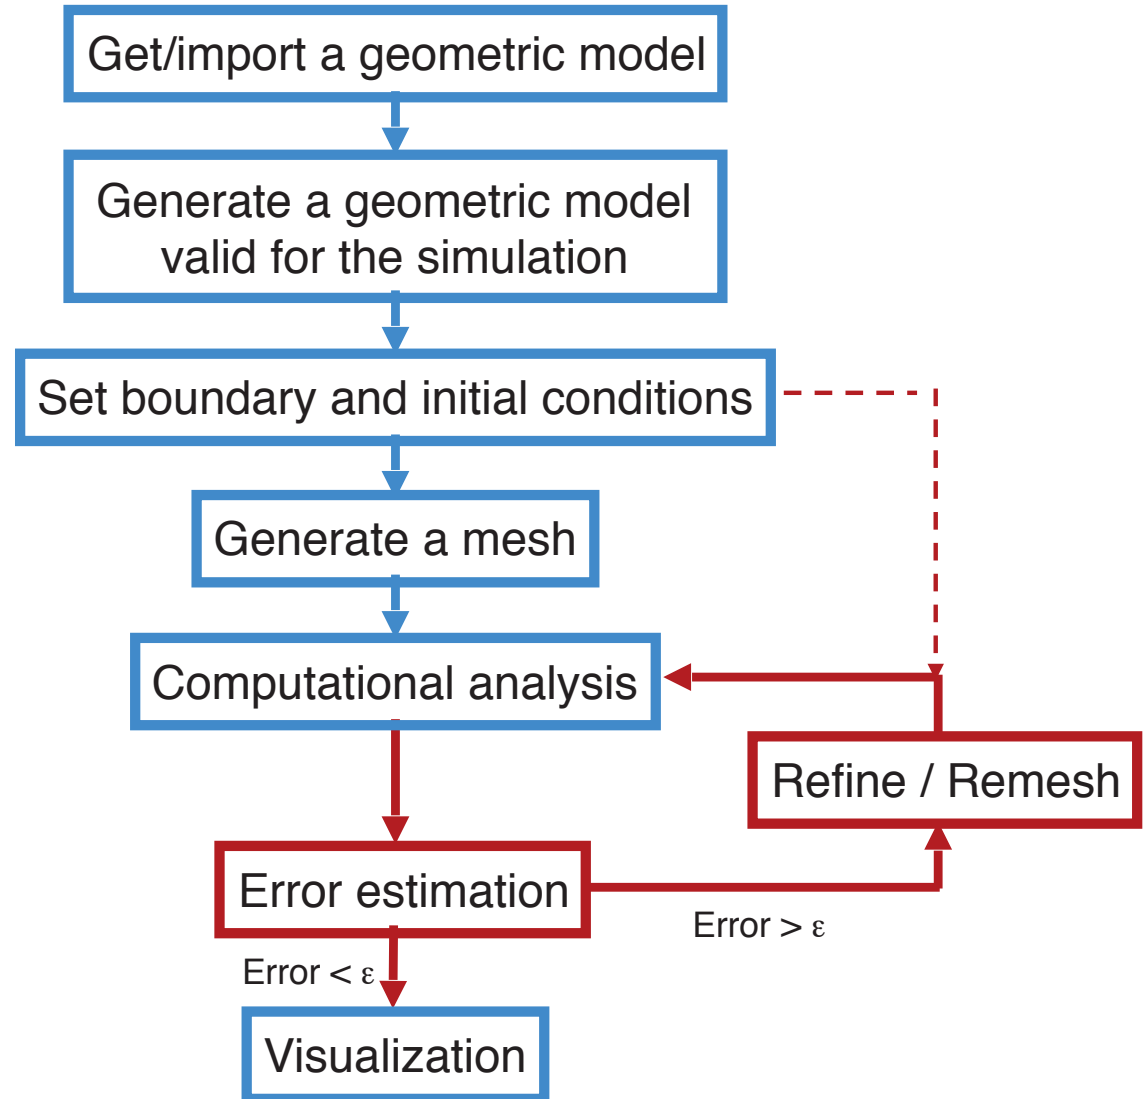 Get/import a geometric model
Generate a geometric model
valid for the simulation
Set boundary and initial conditions
Generate a mesh
Computational analysis
Refine / Remesh
Error estimation
Error > ε
Error < ε
Visualization